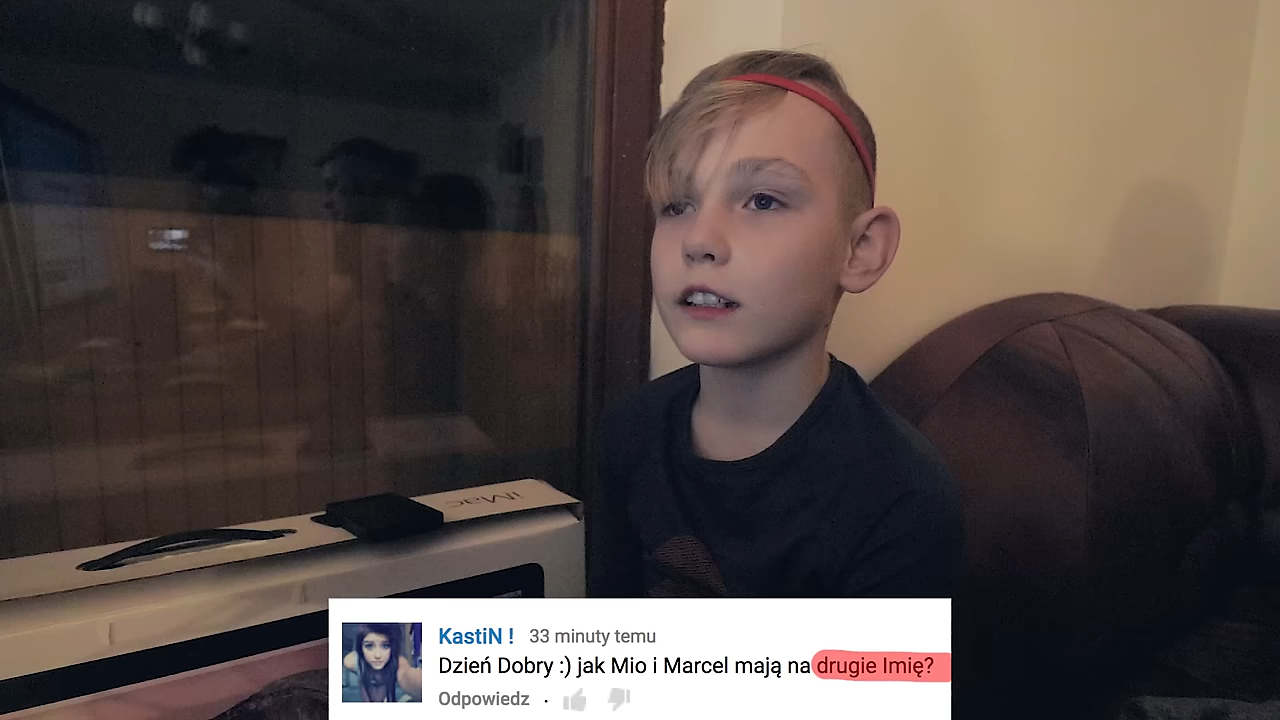 iMac
KastiN ! 33 minuty temu
Dzień Dobry :) jak Mio i Marcel mają na drugie Imię?
Odpowiedz ·